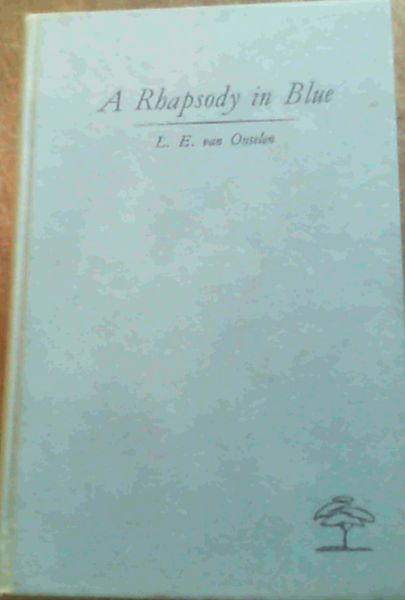 A Rhapsody in Blue
L. E. van Onselen